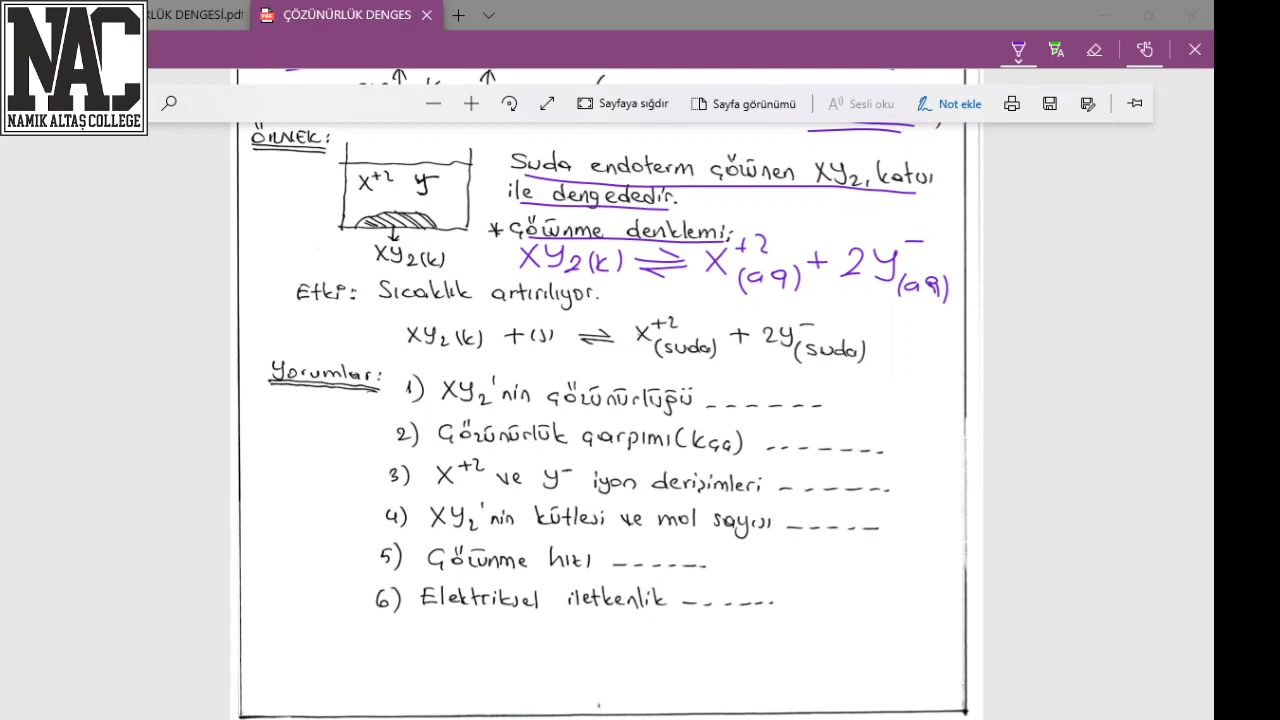 RLÜK DENGESİ.pdf
ÇÖZÜNÜRLÜK DENGES
NAC
NAMIK ALTAŞ COLLEGE
Sayfaya sığdır
Sayfa görünümü
Sesli oku
Not ekle
ÖRNEK:
Suda endoterm çözünen XY₂, katısı
ile dengededir.
X⁺² Y⁻
XY₂(k)
* Çözünme denklemi:
XY₂(k) ⇌ X⁺²(aq) + 2Y⁻(aq)
Etki: Sıcaklık artırılıyor.
XY₂(k) + ısı ⇌ X⁺²(suda) + 2Y⁻(suda)
Yorumlar:
1) XY₂'nin çözünürlüğü ------
2) Çözünürlük çarpımı(Kçç) -------
3) X⁺² ve Y⁻ iyon derişimleri ------
4) XY₂'nin kütlesi ve mol sayısı -----
5) Çözünme hızı ------
6) Elektriksel iletkenlik ------